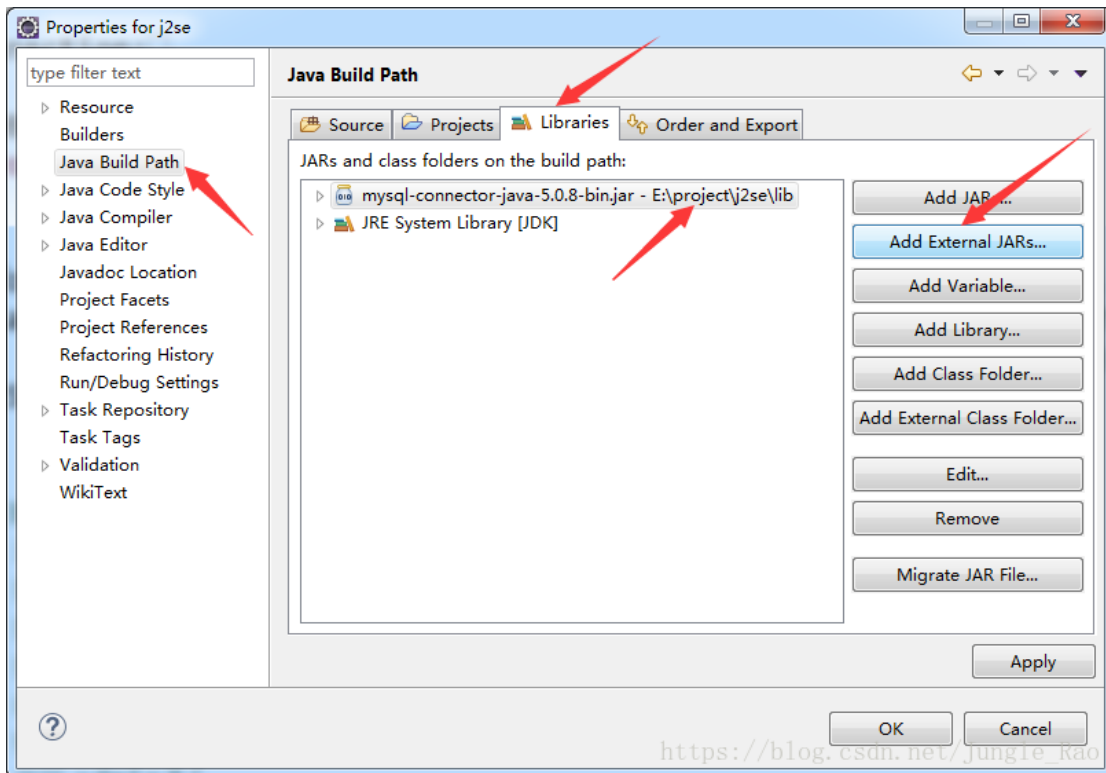 Properties for j2se
type filter text
Resource
Builders
Java Build Path
Java Code Style
Java Compiler
Java Editor
Javadoc Location
Project Facets
Project References
Refactoring History
Run/Debug Settings
Task Repository
Task Tags
Validation
WikiText
Java Build Path
Source Projects Libraries Order and Export
JARs and class folders on the build path:
mysql-connector-java-5.0.8-bin.jar - E:\project\j2se\lib
JRE System Library [JDK]
Add JARs...
Add External JARs...
Add Variable...
Add Library...
Add Class Folder...
Add External Class Folder...
Edit...
Remove
Migrate JAR File...
Apply
OK Cancel
https://blog.csdn.net/jungle_Rao